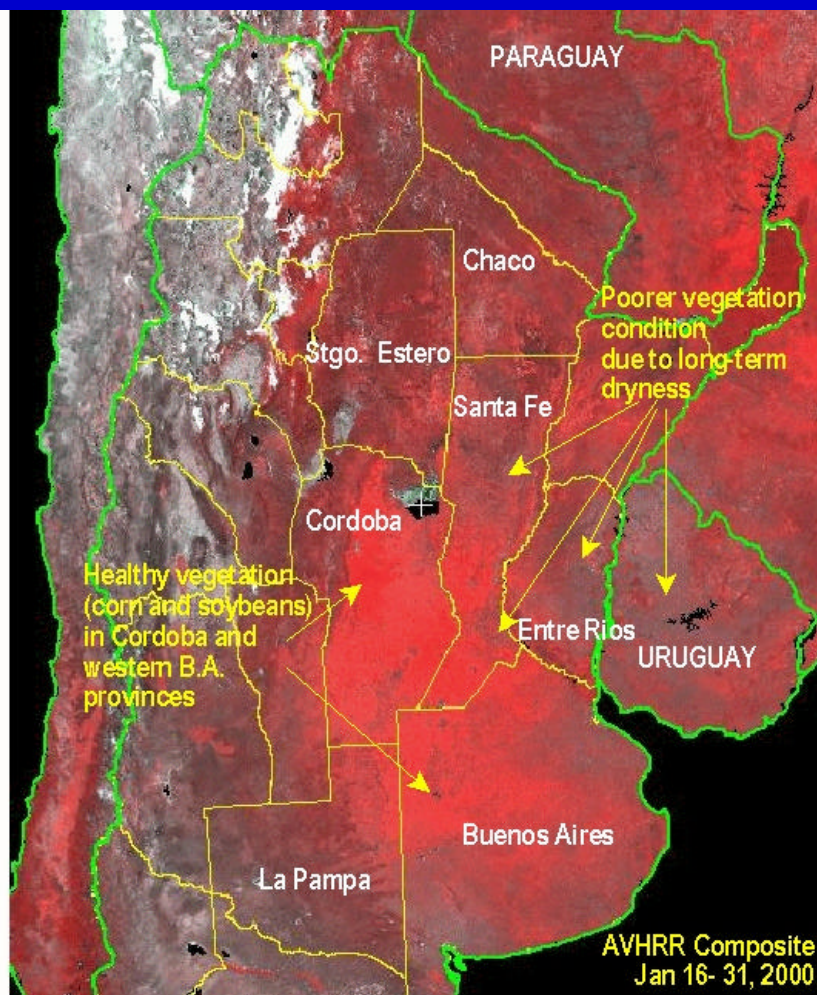 PARAGUAY
Chaco
Poorer vegetation
condition
due to long-term
dryness
Stgo. Estero
Santa Fe
Cordoba
Healthy vegetation
(corn and soybeans)
in Cordoba and
western B.A.
provinces
Entre Rios
URUGUAY
Buenos Aires
La Pampa
AVHRR Composite
Jan 16- 31, 2000